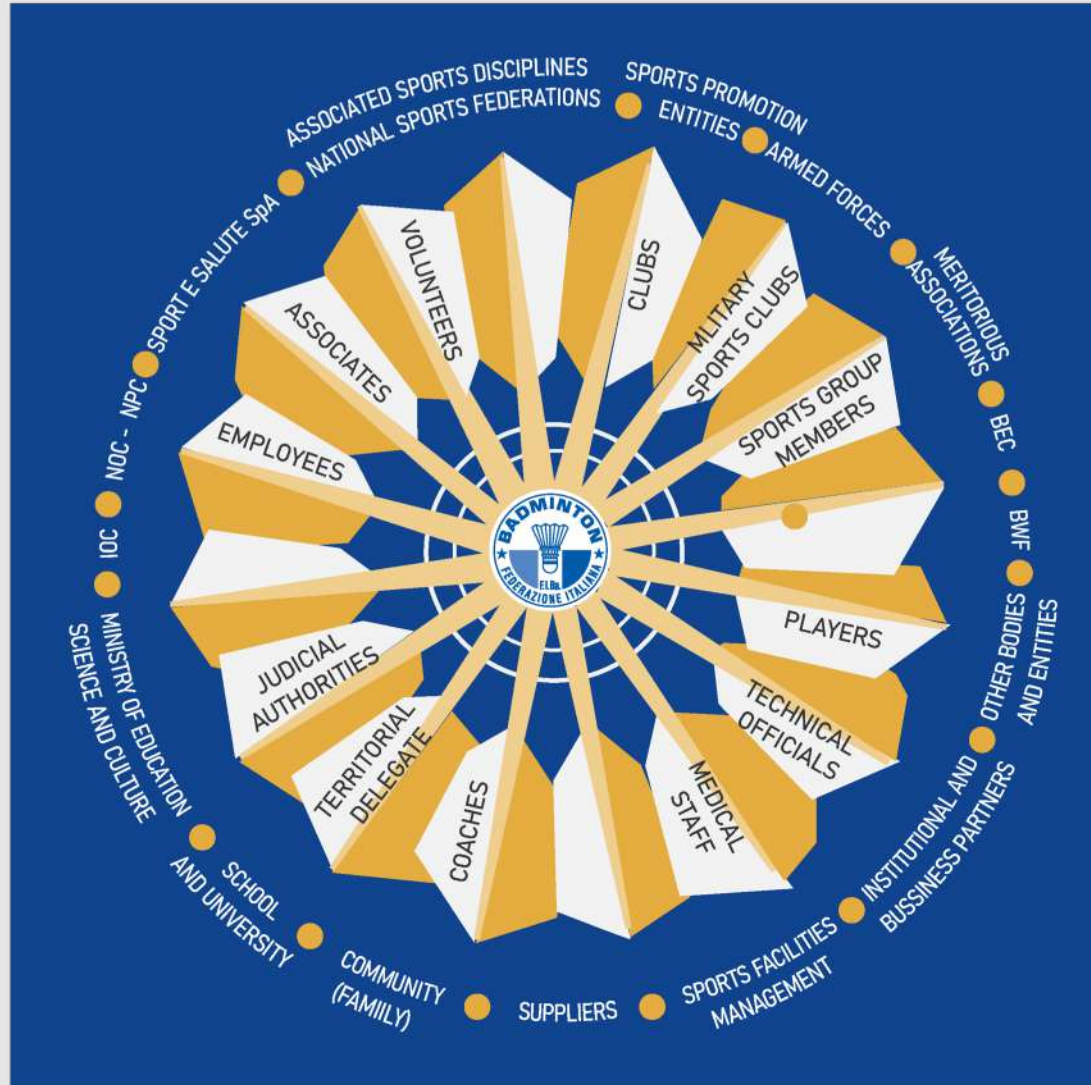 ASSOCIATED SPORTS DISCIPLINES
NATIONAL SPORTS FEDERATIONS
SPORTS PROMOTION
ENTITIES
ARMED FORCES
MERITORIOUS
ASSOCIATIONS
BEC
BWF
OTHER BODIES
AND ENTITIES
INSTITUTIONAL AND
BUSSINESS PARTNERS
SPORTS FACILITIES
MANAGEMENT
SUPPLIERS
COMMUNITY
(FAMIILY)
SCHOOL
AND UNIVERSITY
MINISTRY OF EDUCATION
SCIENCE AND CULTURE
IOC
NOC - NPC
SPORT E SALUTE SpA
CLUBS
MLITARY
SPORTS CLUBS
SPORTS GROUP
MEMBERS
PLAYERS
TECHNICAL
OFFICIALS
MEDICAL
STAFF
COACHES
TERRITORIAL
DELEGATE
JUDICIAL
AUTHORITIES
EMPLOYEES
ASSOCIATES
VOLUNTEERS
BADMINTON
F.I.Ba.
FEDERAZIONE ITALIANA